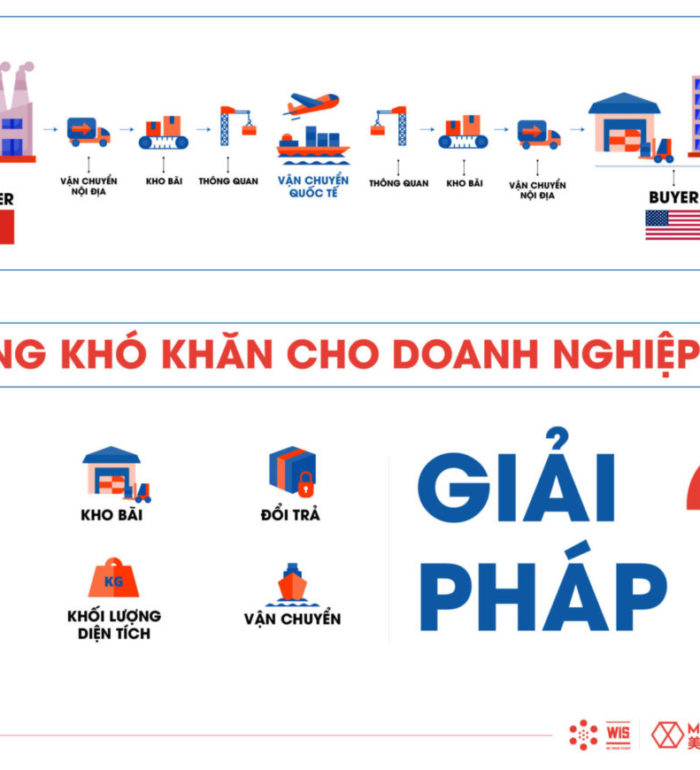 VẬN CHUYỂN
NỘI ĐỊA
KHO BÃI
THÔNG QUAN
VẬN CHUYỂN
QUỐC TẾ
THÔNG QUAN
KHO BÃI
VẬN CHUYỂN
NỘI ĐỊA
ER
BUYER
NG KHÓ KHĂN CHO DOANH NGHIỆP
KHO BÃI
ĐỔI TRẢ
KG
KHỐI LƯỢNG
DIỆN TÍCH
VẬN CHUYỂN
GIẢI
PHÁP
WIS
M
美